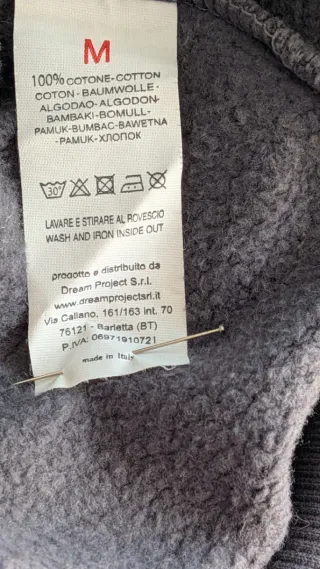 M
100% COTONE-COTTON
COTON - BAUMWOLLE -
ALGODAO- ALGODON-
BAMBAKI- BOMULL-
PAMUK-BUMBAC-BAWETNA
-PAMUK-ХЛОПОК
30°
LAVARE E STIRARE AL ROVESCIO
WASH AND IRON INSIDE OUT
prodotto e distribuito da
Dream Project S.r.l.
www.dreamprojectsrl.it
Via Callano, 161/163 int. 70
76121 - Barletta (BT)
P.IVA: 06971910721
made in Italy